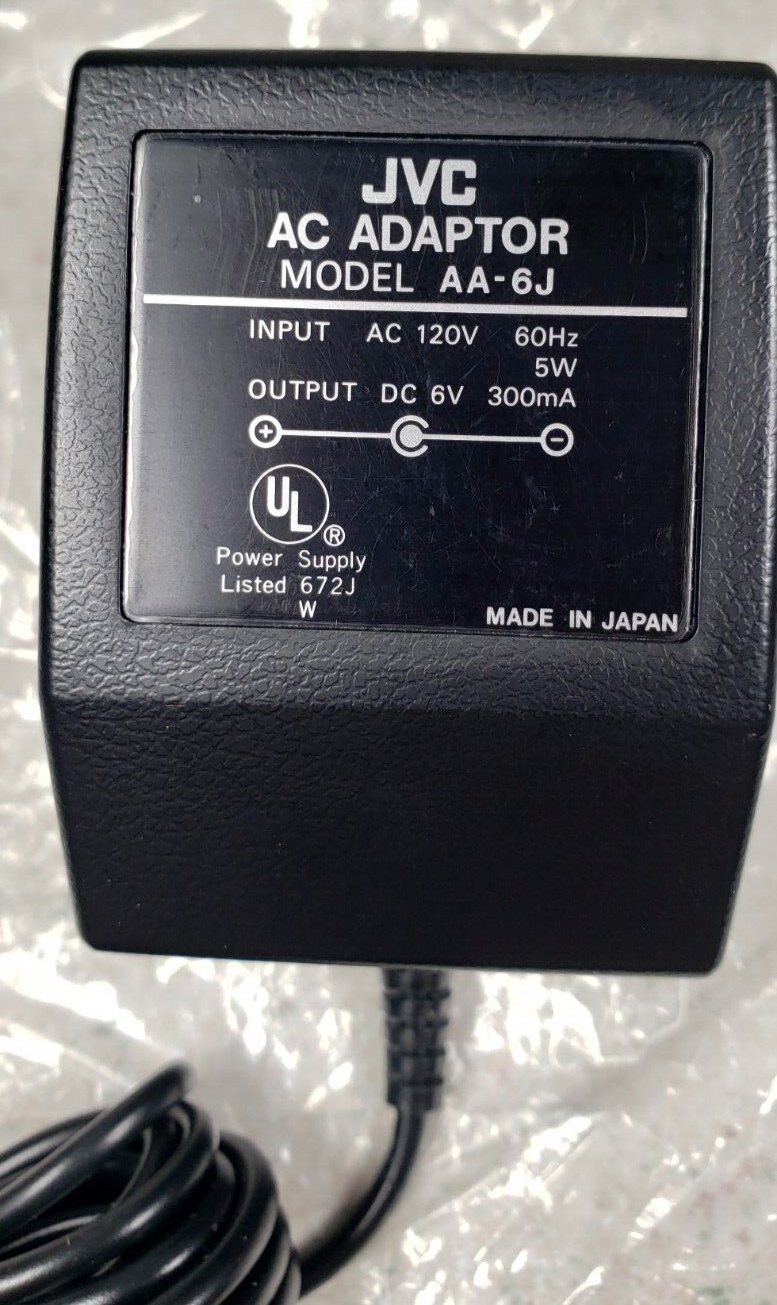 JVC
AC ADAPTOR
MODEL AA-6J
INPUT AC 120V 60Hz
5W
OUTPUT DC 6V 300mA
+ −
UL ®
Power Supply
Listed 672J
W
MADE IN JAPAN